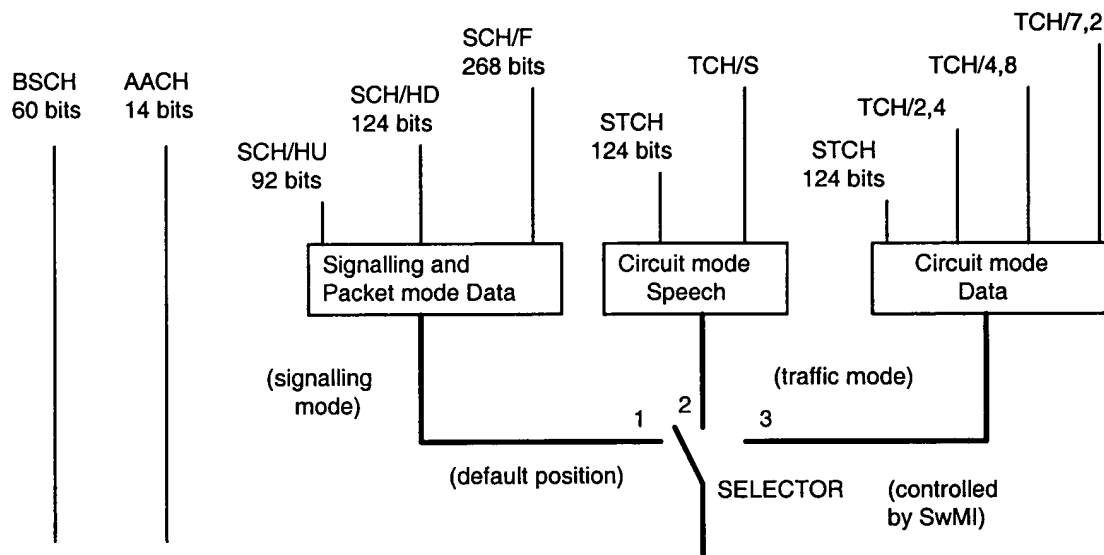 BSCH
60 bits
AACH
14 bits
SCH/HU
92 bits
SCH/HD
124 bits
SCH/F
268 bits
STCH
124 bits
TCH/S
STCH
124 bits
TCH/2,4
TCH/4,8
TCH/7,2
Signalling and
Packet mode Data
Circuit mode
Speech
Circuit mode
Data
(signalling
mode)
(traffic mode)
1
2
3
(default position)
SELECTOR
(controlled
by SwMI)